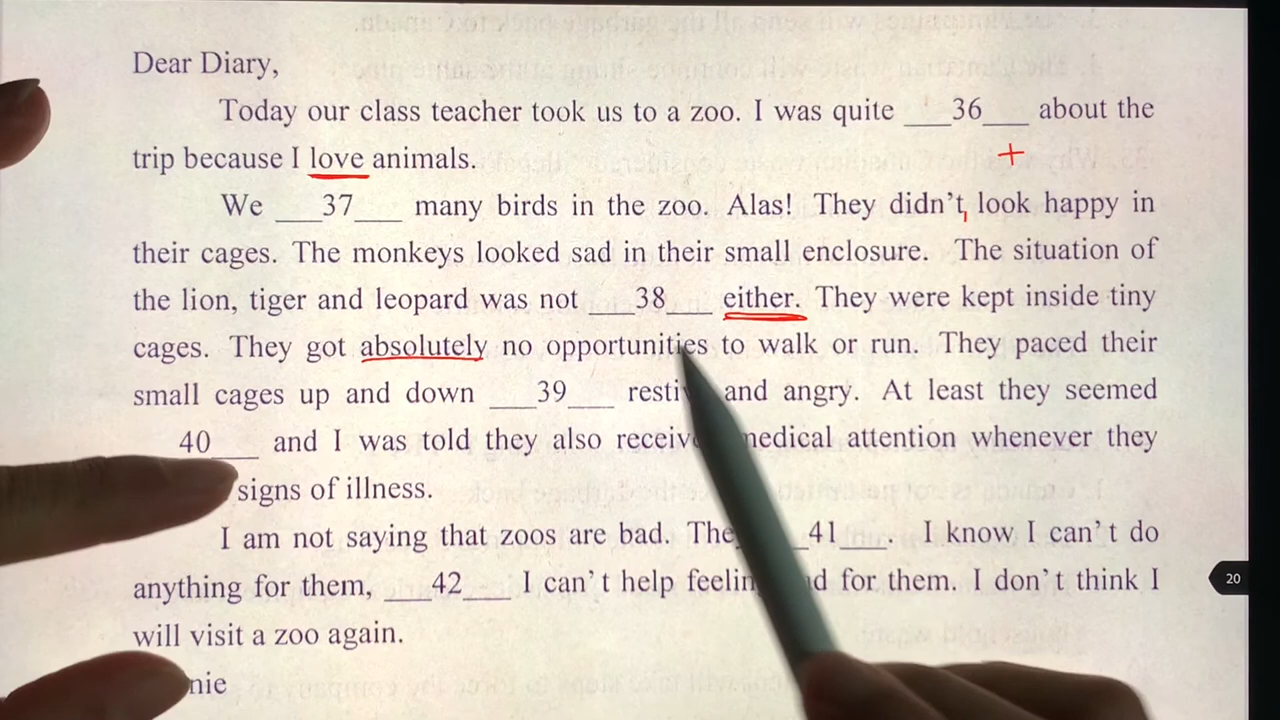 Dear Diary,
Today our class teacher took us to a zoo. I was quite ___36___ about the
trip because I love animals.
+
We ___37___ many birds in the zoo. Alas! They didn't look happy in
their cages. The monkeys looked sad in their small enclosure. The situation of
the lion, tiger and leopard was not ___38___ either. They were kept inside tiny
cages. They got absolutely no opportunities to walk or run. They paced their
small cages up and down ___39___ and angry. At least they seemed
40___ and I was told they also medical attention whenever they
signs of illness.
I am not saying that zoos are bad. _41___. I know I can't do
anything for them, ___42___ I can't help for them. I don't think I
will visit a zoo again.
20